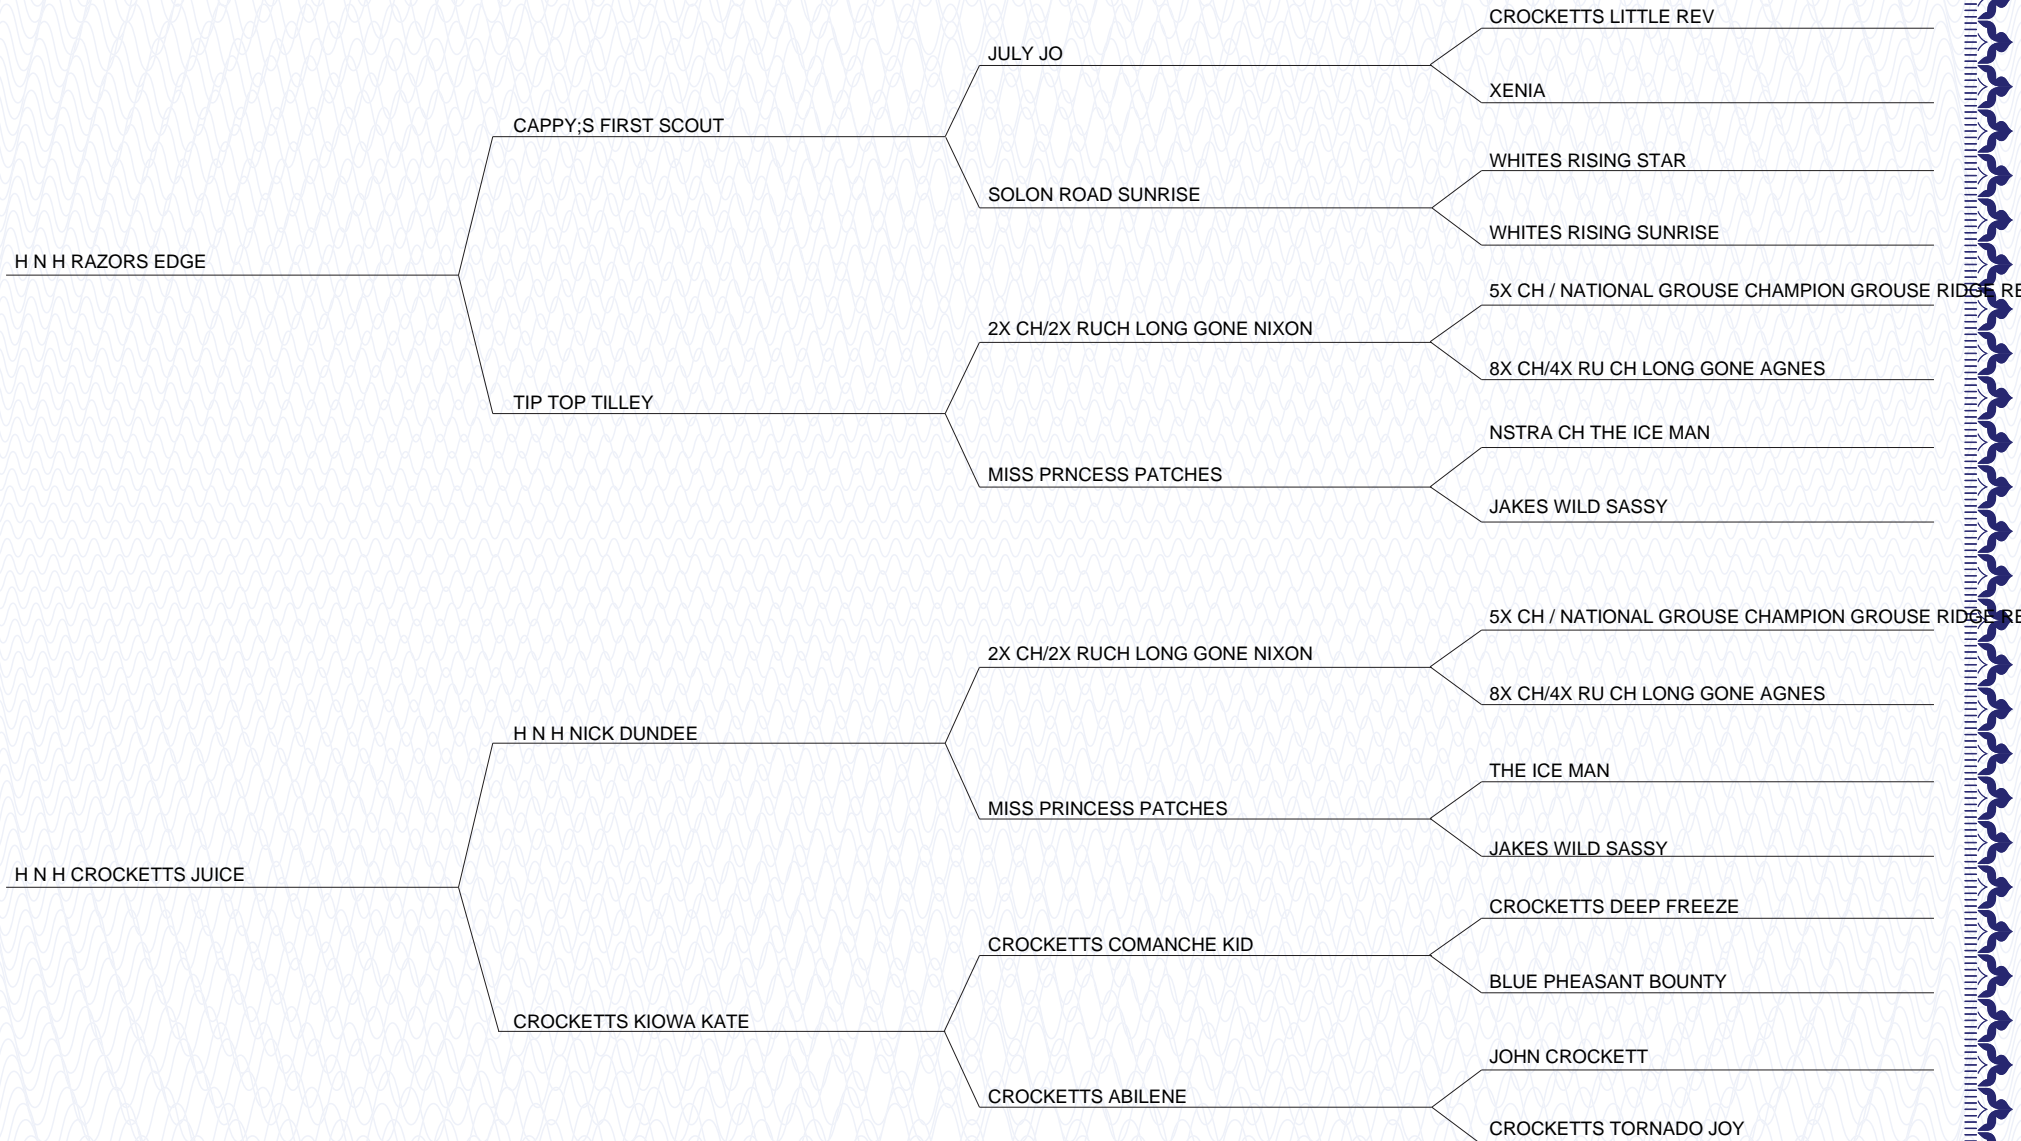 CROCKETTS LITTLE REV
JULY JO
XENIA
CAPPY;S FIRST SCOUT
WHITES RISING STAR
SOLON ROAD SUNRISE
WHITES RISING SUNRISE
H N H RAZORS EDGE
5X CH / NATIONAL GROUSE CHAMPION GROUSE RIDGE
2X CH/2X RUCH LONG GONE NIXON
8X CH/4X RU CH LONG GONE AGNES
TIP TOP TILLEY
NSTRA CH THE ICE MAN
MISS PRNCESS PATCHES
JAKES WILD SASSY
5X CH / NATIONAL GROUSE CHAMPION GROUSE RIDGE
2X CH/2X RUCH LONG GONE NIXON
8X CH/4X RU CH LONG GONE AGNES
H N H NICK DUNDEE
THE ICE MAN
MISS PRINCESS PATCHES
JAKES WILD SASSY
H N H CROCKETTS JUICE
CROCKETTS DEEP FREEZE
CROCKETTS COMANCHE KID
BLUE PHEASANT BOUNTY
CROCKETTS KIOWA KATE
JOHN CROCKETT
CROCKETTS ABILENE
CROCKETTS TORNADO JOY